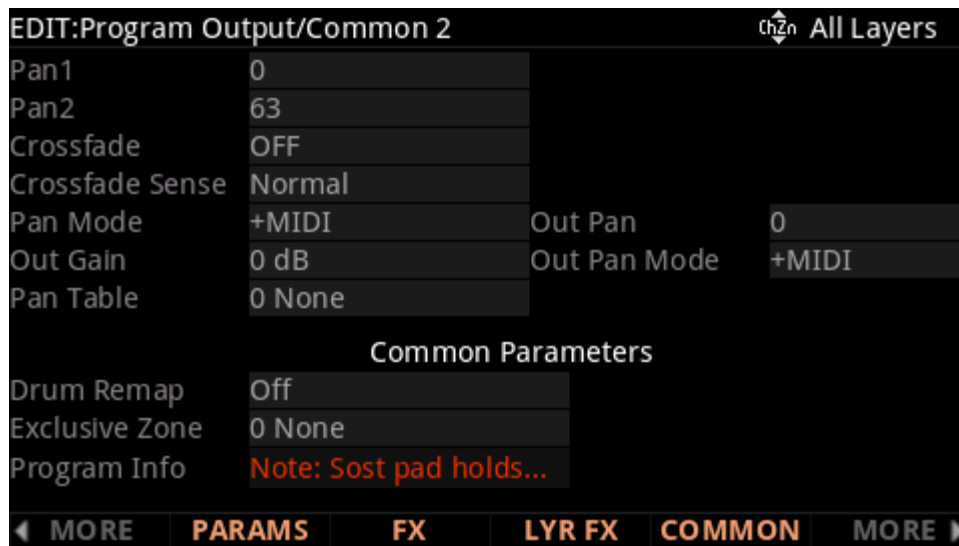 EDIT:Program Output/Common 2 ChZn All Layers
Pan1 0
Pan2 63
Crossfade OFF
Crossfade Sense Normal
Pan Mode +MIDI Out Pan 0
Out Gain 0 dB Out Pan Mode +MIDI
Pan Table 0 None
Common Parameters
Drum Remap Off
Exclusive Zone 0 None
Program Info Note: Sost pad holds...
MORE PARAMS FX LYR FX COMMON MORE